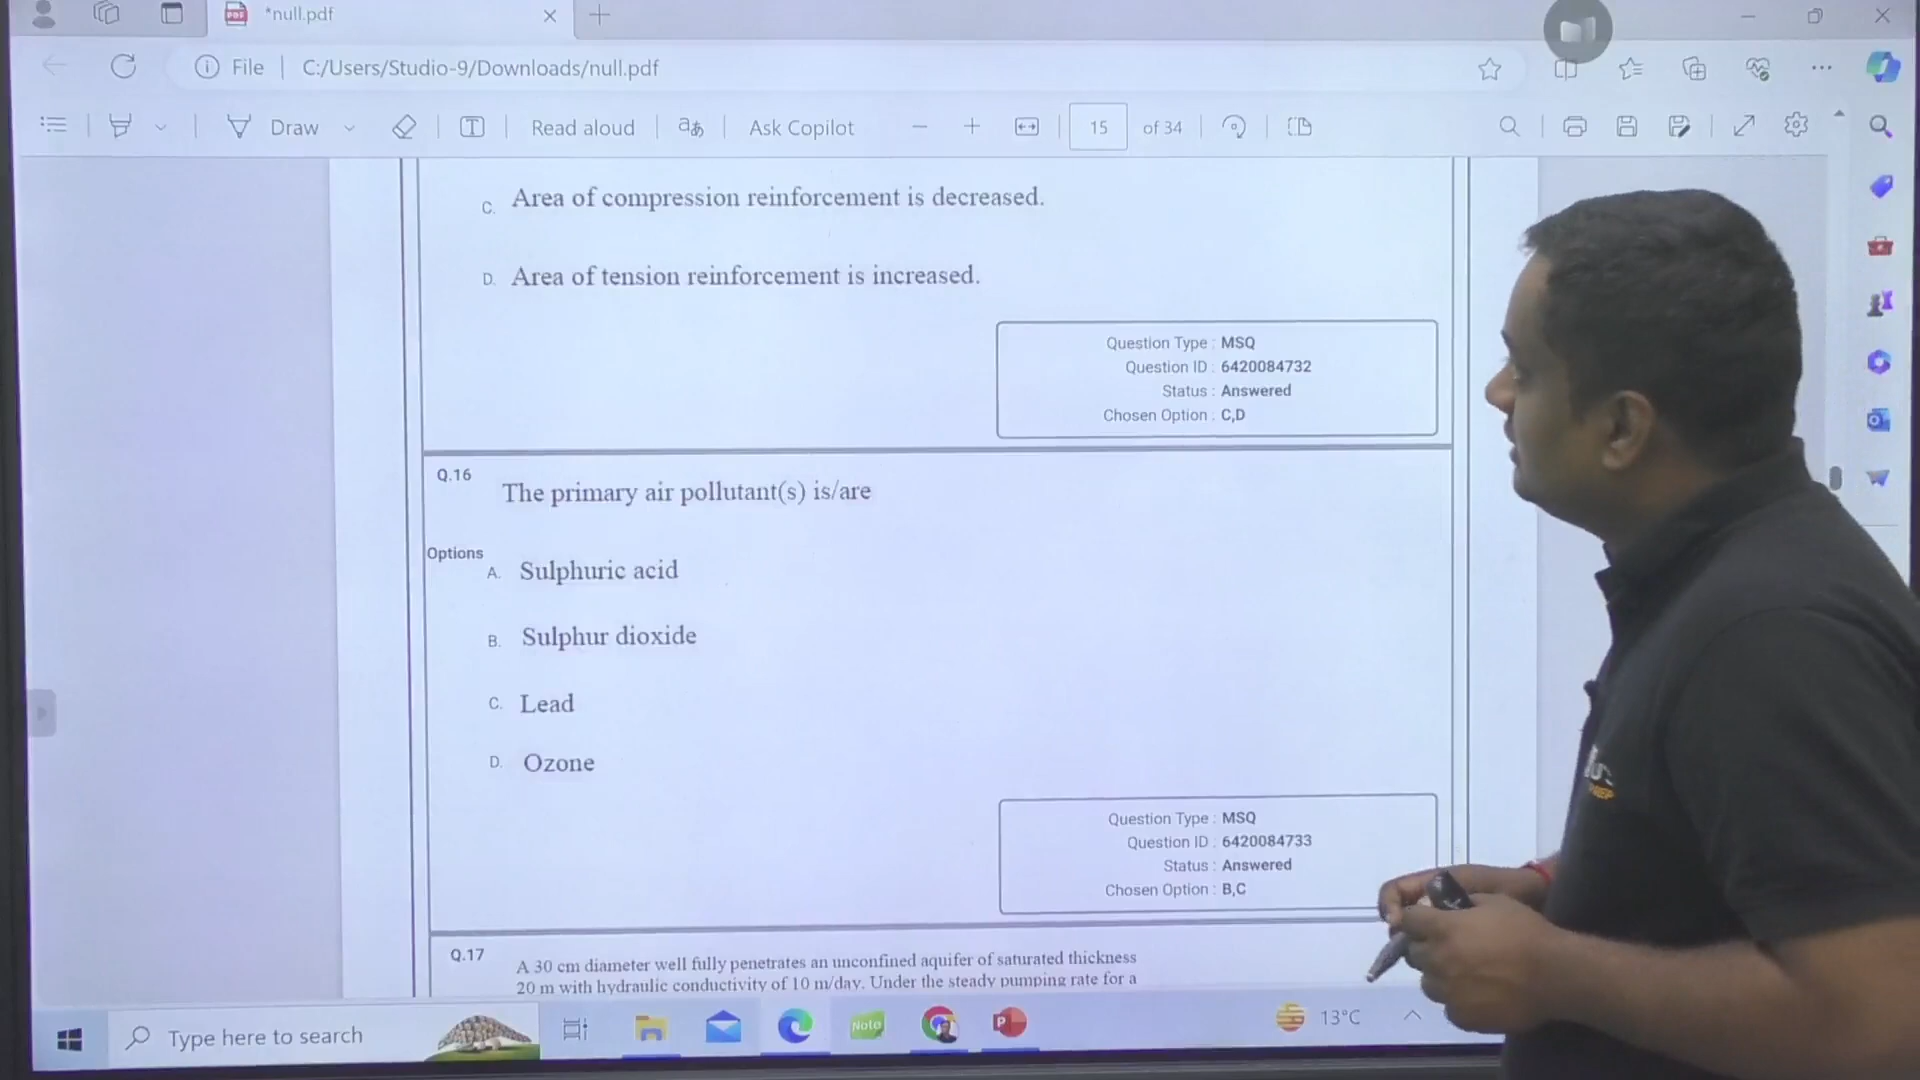 *null.pdf
File
C:/Users/Studio-9/Downloads/null.pdf
Draw
Read aloud
Ask Copilot
15
of 34
C. Area of compression reinforcement is decreased.
D. Area of tension reinforcement is increased.
Question Type : MSQ
Question ID : 6420084732
Status : Answered
Chosen Option : C,D
Q.16 The primary air pollutant(s) is/are
Options
A. Sulphuric acid
B. Sulphur dioxide
C. Lead
D. Ozone
Question Type : MSQ
Question ID : 6420084733
Status : Answered
Chosen Option : B,C
Q.17 A 30 cm diameter well fully penetrates an unconfined aquifer of saturated thickness
20 m with hydraulic conductivity of 10 m/day. Under the steady pumping rate for a
Type here to search
Note
13°C